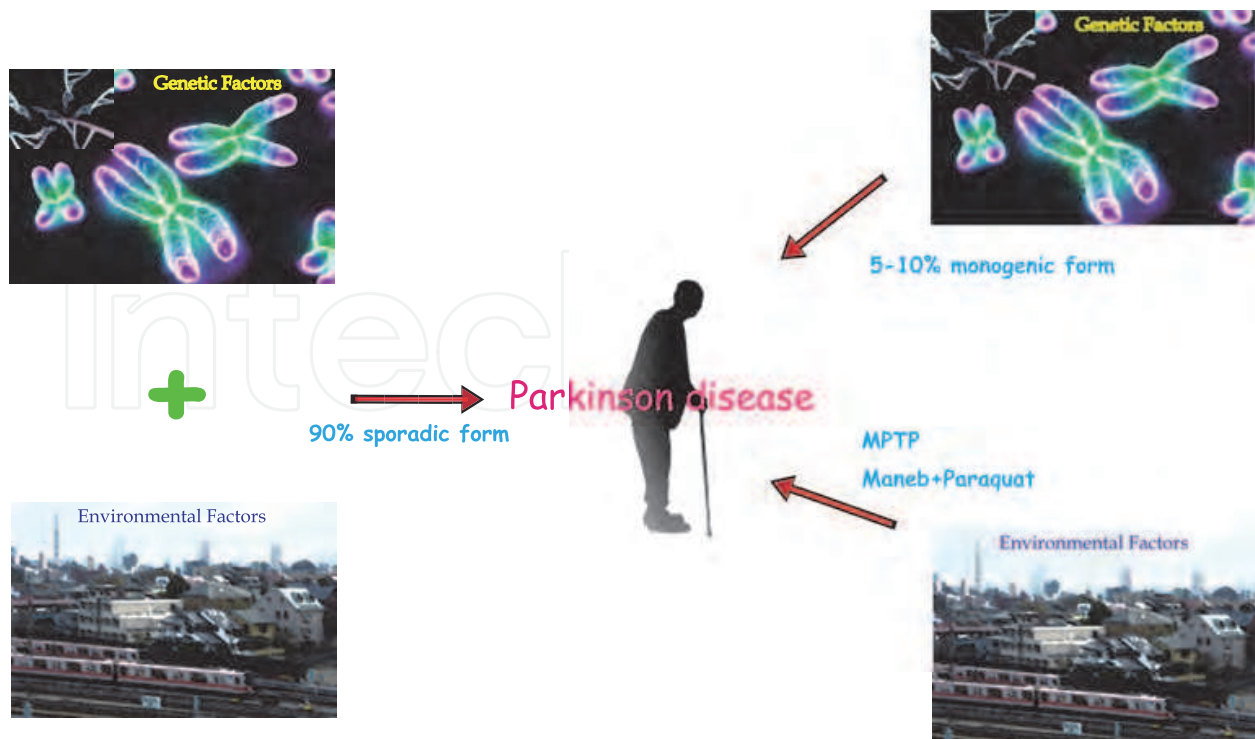 Genetic Factors
Genetic Factors
5-10% monogenic form
Intec
Parkinson disease
90% sporadic form
MPTP
Maneb+Paraquat
Environmental Factors
Environmental Factors